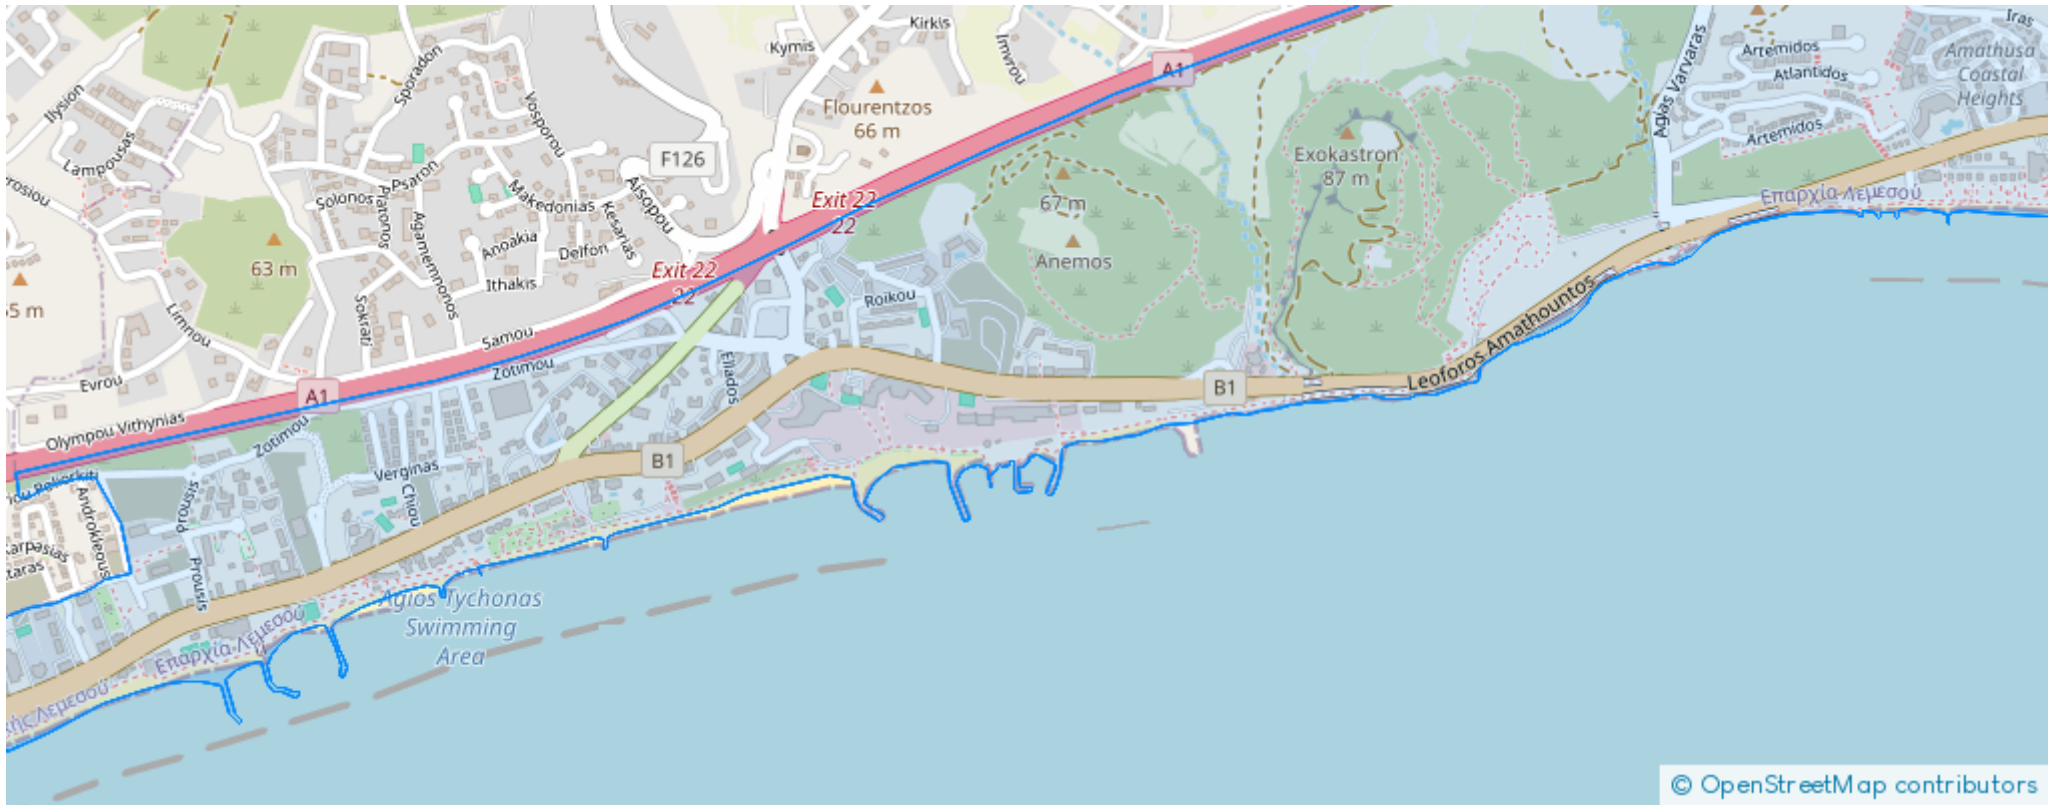 Kirkis
Iras
Kymis
Imvrou
Artemidos
Amathusa
Coastal
Heights
Sporadon
A1
Atlantidos
Ilysion
Vosporou
Flourentzos
66 m
Agias Varvaras
Artemidos
Lampousas
F126
Exokastron
87 m
Psaron
Aisopou
Makedonias
Solonos
Platonos
Exit 22
22
67 m
Επαρχία Λεμεσού
Kesarias
Agamemnonos
Anoakia
Delfon
63 m
Anemos
Exit 22
22
Ithakis
Roikou
5 m
Sokrati
Limnou
Leoforos Amathountos
Samou
Zotimou
Eliados
Evrou
A1
B1
Olympou Vithynias
Zotimou
B1
Verginas
Chiou
Androkleous
Prousis
Karpasias
taras
Prousis
Agios Tychonas
Swimming
Area
Επαρχία Λεμεσού
ής Λεμεσού
© OpenStreetMap contributors